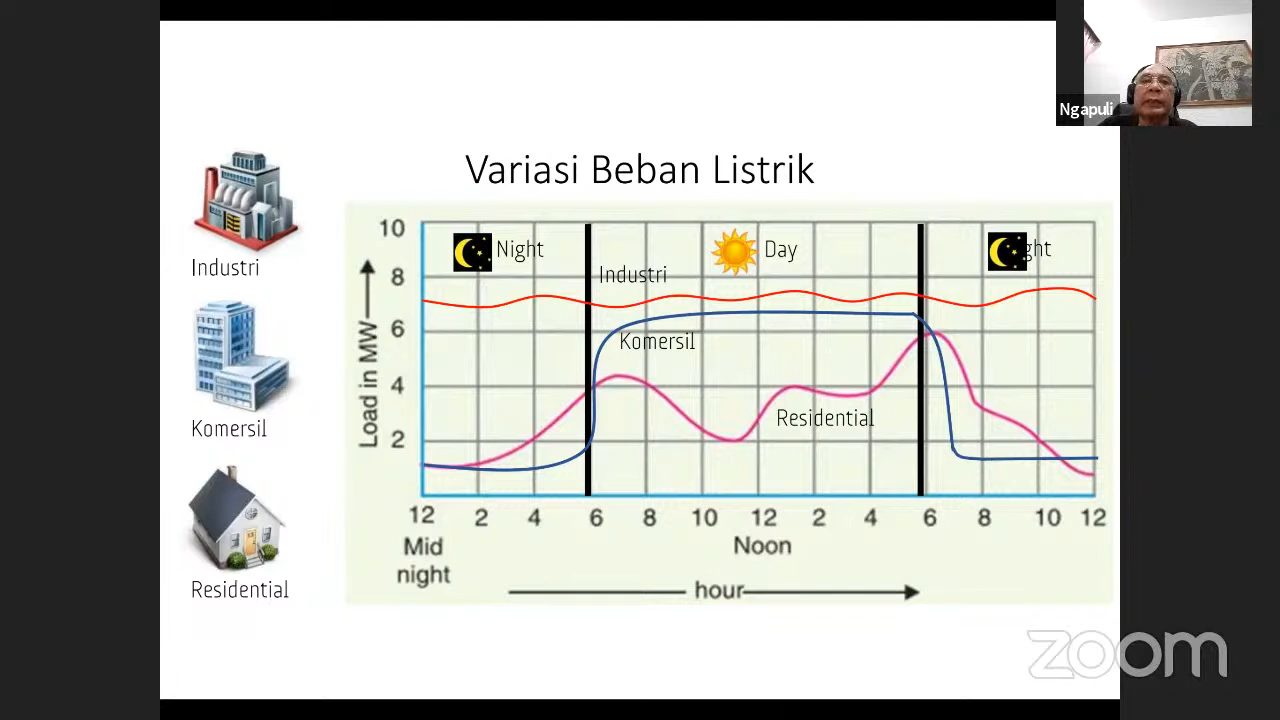 Ngapuli
Variasi Beban Listrik
Industri
Komersil
Residential
Load in MW
10
8
6
4
2
Night
Day
ght
Industri
Komersil
Residential
12 2 4 6 8 10 12 2 4 6 8 10 12
Mid
night
Noon
hour
zoom